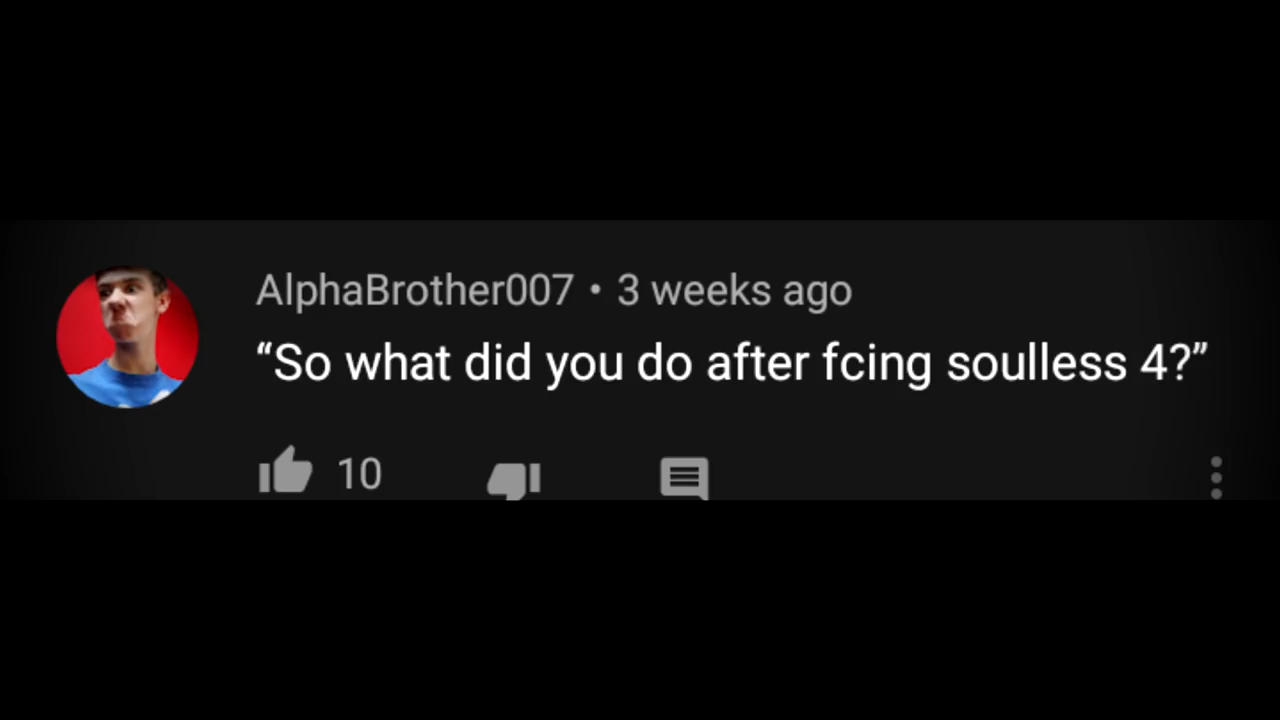 AlphaBrother007 • 3 weeks ago
“So what did you do after fcing soulless 4?”
10